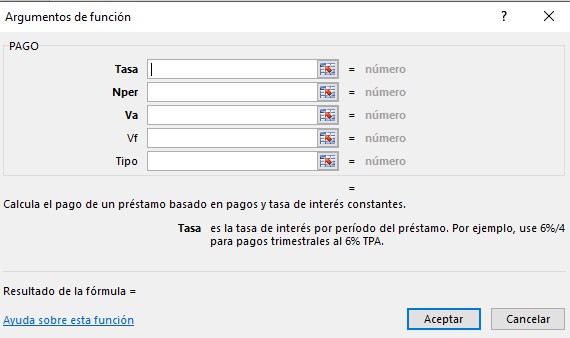 Argumentos de función ? ×
PAGO
Tasa = número
Nper = número
Va = número
Vf = número
Tipo = número
=
Calcula el pago de un préstamo basado en pagos y tasa de interés constantes.
Tasa es la tasa de interés por período del préstamo. Por ejemplo, use 6%/4
para pagos trimestrales al 6% TPA.
Resultado de la fórmula =
Ayuda sobre esta función Aceptar Cancelar